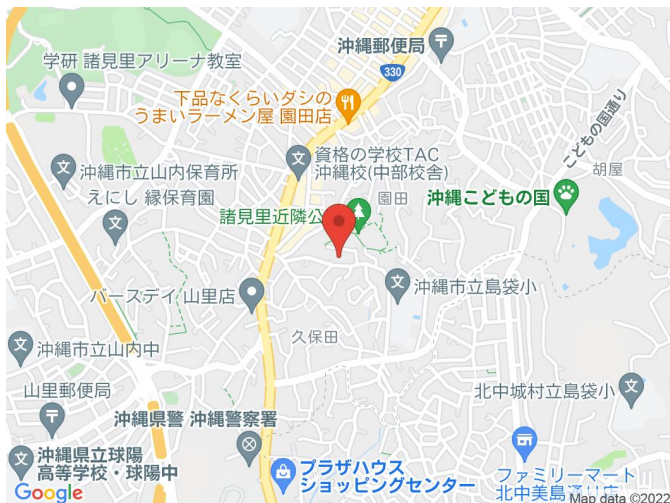 沖縄郵便局
学研 諸見里アリーナ教室
330
下品なくらいダシの
うまいラーメン屋 園田店
こどもの国通り
資格の学校TAC
沖縄校(中部校舎)
胡屋
沖縄市立山内保育所
えにし 縁保育園
園田
沖縄こどもの国
諸見里近隣公
バースデイ 山里店
沖縄市立島袋小
久保田
沖縄市立山内中
山里郵便局
北中城村立島袋小
沖縄県警 沖縄警察署
沖縄県立球陽
高等学校・球陽中
プラザハウス
ショッピングセンター
ファミリーマート
北中美島通り店
Google
Map data ©2022